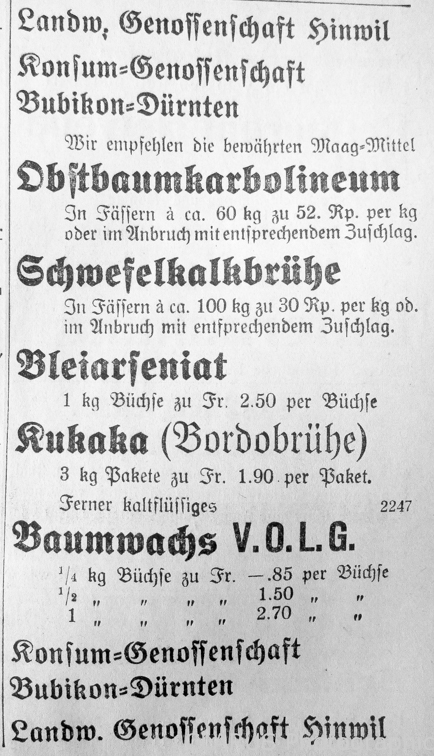 Landw. Genossenschaft Hinwil
Konsum-Genossenschaft
Bubikon-Dürnten
Wir empfehlen die bewährten Maag-Mittel
Obstbaumkarbolineum
In Fässern à ca. 60 kg zu 52. Rp. per kg
oder im Anbruch mit entsprechendem Zuschlag.
Schwefelkalkbrühe
In Fässern à ca. 100 kg zu 30 Rp. per kg od.
im Anbruch mit entsprechendem Zuschlag.
Bleiarseniat
1 kg Büchse zu Fr. 2.50 per Büchse
Kukaka (Bordobrühe)
3 kg Pakete zu Fr. 1.90 per Paket.
Ferner kaltflüssiges 2247
Baumwachs V.O.L.G.
1/4 kg Büchse zu Fr. —.85 per Büchse
1/2 „ „ „ „ 1.50 „ „
1 „ „ „ „ 2.70 „ „
Konsum-Genossenschaft
Bubikon-Dürnten
Landw. Genossenschaft Hinwil